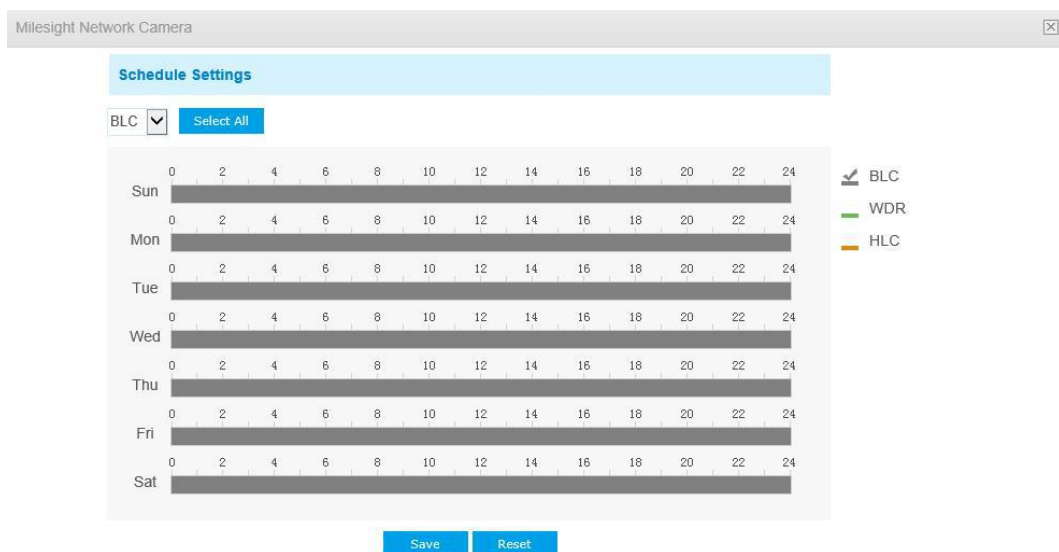 Milesight Network Camera
Schedule Settings
BLC Select All
0 2 4 6 8 10 12 14 16 18 20 22 24
Sun
0 2 4 6 8 10 12 14 16 18 20 22 24
Mon
0 2 4 6 8 10 12 14 16 18 20 22 24
Tue
0 2 4 6 8 10 12 14 16 18 20 22 24
Wed
0 2 4 6 8 10 12 14 16 18 20 22 24
Thu
0 2 4 6 8 10 12 14 16 18 20 22 24
Fri
0 2 4 6 8 10 12 14 16 18 20 22 24
Sat
BLC
WDR
HLC
Save Reset